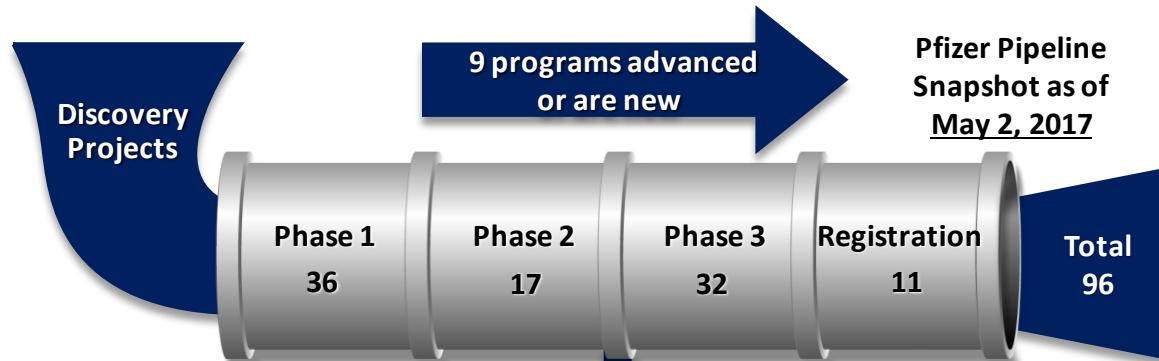 Discovery
Projects
9 programs advanced
or are new
Pfizer Pipeline
Snapshot as of
May 2, 2017
Phase 1
36
Phase 2
17
Phase 3
32
Registration
11
Total
96